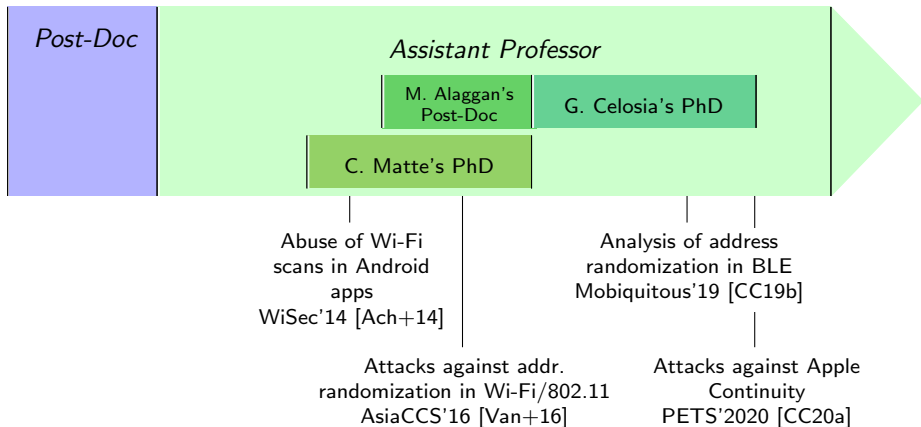 Post-Doc
Assistant Professor
M. Alaggan's
Post-Doc
G. Celosia's PhD
C. Matte's PhD
Abuse of Wi-Fi
scans in Android
apps
WiSec'14 [Ach+14]
Analysis of address
randomization in BLE
Mobiquitous'19 [CC19b]
Attacks against addr.
randomization in Wi-Fi/802.11
AsiaCCS'16 [Van+16]
Attacks against Apple
Continuity
PETS'2020 [CC20a]